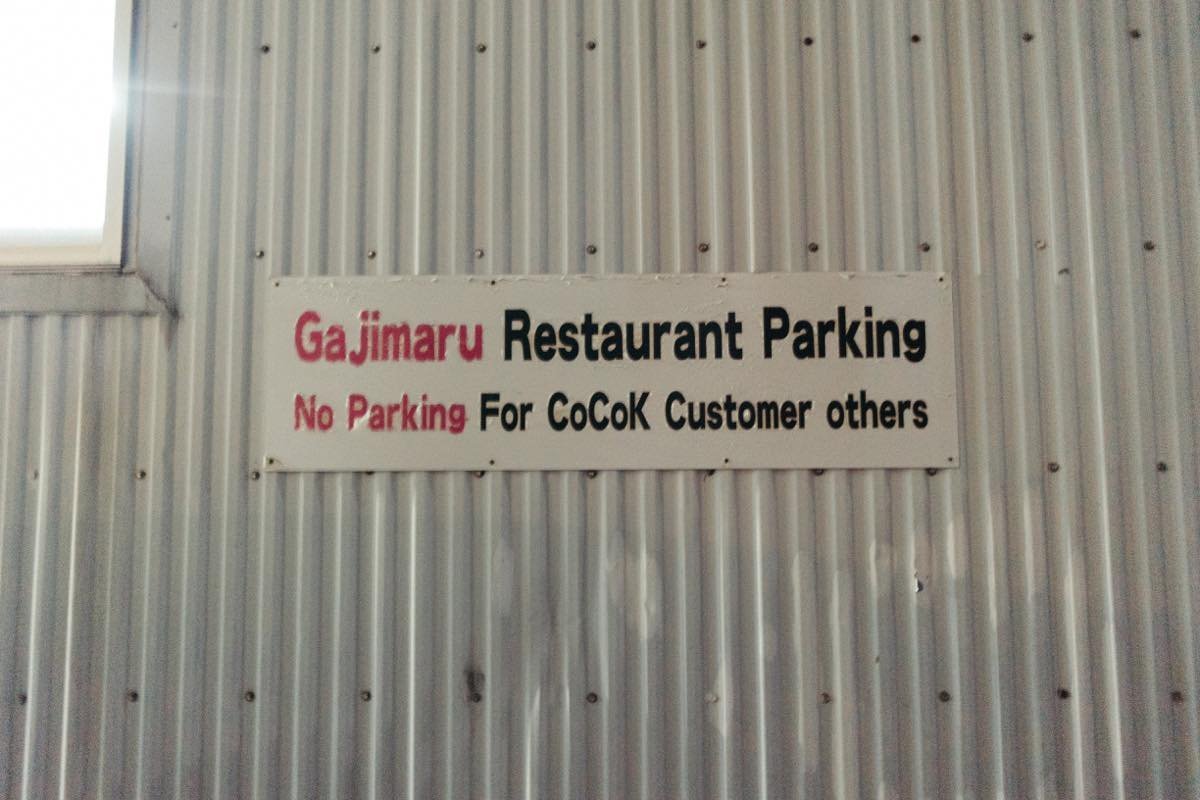 Gajimaru Restaurant Parking
No Parking For CoCoK Customer others